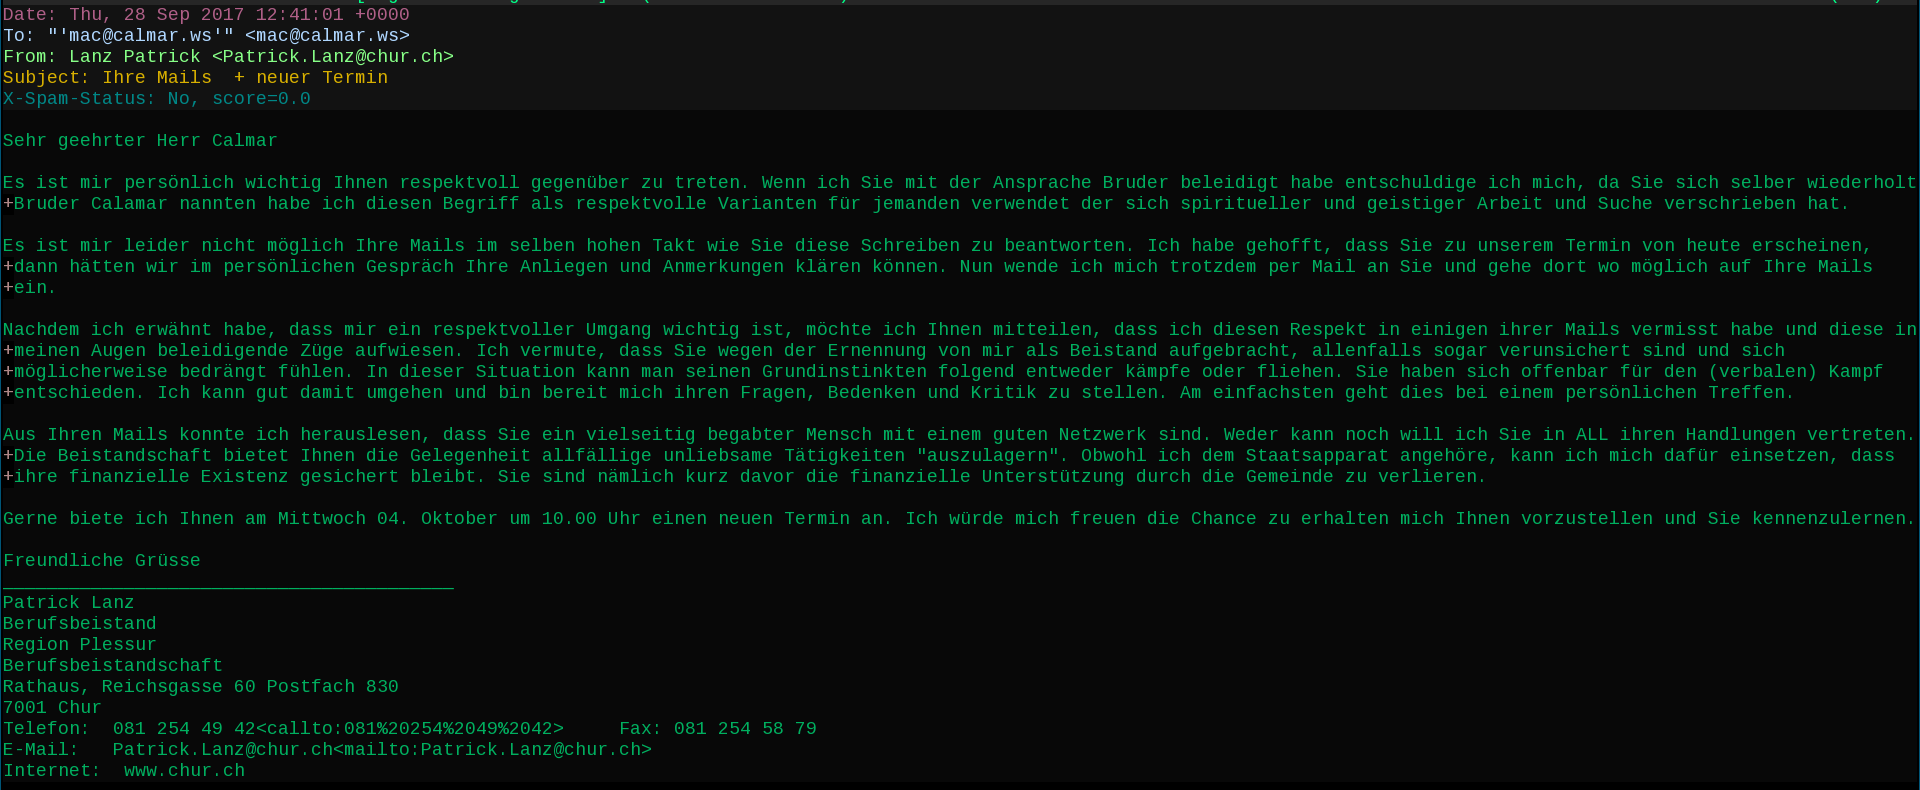 Date: Thu, 28 Sep 2017 12:41:01 +0000
To: "'mac@calmar.ws'" <mac@calmar.ws>
From: Lanz Patrick <Patrick.Lanz@chur.ch>
Subject: Ihre Mails  + neuer Termin
X-Spam-Status: No, score=0.0

Sehr geehrter Herr Calmar

Es ist mir persönlich wichtig Ihnen respektvoll gegenüber zu treten. Wenn ich Sie mit der Ansprache Bruder beleidigt habe entschuldige ich mich, da Sie sich selber wiederholt
+Bruder Calamar nannten habe ich diesen Begriff als respektvolle Varianten für jemanden verwendet der sich spiritueller und geistiger Arbeit und Suche verschrieben hat.

Es ist mir leider nicht möglich Ihre Mails im selben hohen Takt wie Sie diese Schreiben zu beantworten. Ich habe gehofft, dass Sie zu unserem Termin von heute erscheinen,
+dann hätten wir im persönlichen Gespräch Ihre Anliegen und Anmerkungen klären können. Nun wende ich mich trotzdem per Mail an Sie und gehe dort wo möglich auf Ihre Mails
+ein.

Nachdem ich erwähnt habe, dass mir ein respektvoller Umgang wichtig ist, möchte ich Ihnen mitteilen, dass ich diesen Respekt in einigen ihrer Mails vermisst habe und diese in
+meinen Augen beleidigende Züge aufwiesen. Ich vermute, dass Sie wegen der Ernennung von mir als Beistand aufgebracht, allenfalls sogar verunsichert sind und sich
+möglicherweise bedrängt fühlen. In dieser Situation kann man seinen Grundinstinkten folgend entweder kämpfe oder fliehen. Sie haben sich offenbar für den (verbalen) Kampf
+entschieden. Ich kann gut damit umgehen und bin bereit mich ihren Fragen, Bedenken und Kritik zu stellen. Am einfachsten geht dies bei einem persönlichen Treffen.

Aus Ihren Mails konnte ich herauslesen, dass Sie ein vielseitig begabter Mensch mit einem guten Netzwerk sind. Weder kann noch will ich Sie in ALL ihren Handlungen vertreten.
+Die Beistandschaft bietet Ihnen die Gelegenheit allfällige unliebsame Tätigkeiten "auszulagern". Obwohl ich dem Staatsapparat angehöre, kann ich mich dafür einsetzen, dass
+ihre finanzielle Existenz gesichert bleibt. Sie sind nämlich kurz davor die finanzielle Unterstützung durch die Gemeinde zu verlieren.

Gerne biete ich Ihnen am Mittwoch 04. Oktober um 10.00 Uhr einen neuen Termin an. Ich würde mich freuen die Chance zu erhalten mich Ihnen vorzustellen und Sie kennenzulernen.

Freundliche Grüsse
_________________________________________
Patrick Lanz
Berufsbeistand
Region Plessur
Berufsbeistandschaft
Rathaus, Reichsgasse 60 Postfach 830
7001 Chur
Telefon:  081 254 49 42<callto:081%20254%2049%2042>     Fax: 081 254 58 79
E-Mail:   Patrick.Lanz@chur.ch<mailto:Patrick.Lanz@chur.ch>
Internet:  www.chur.ch